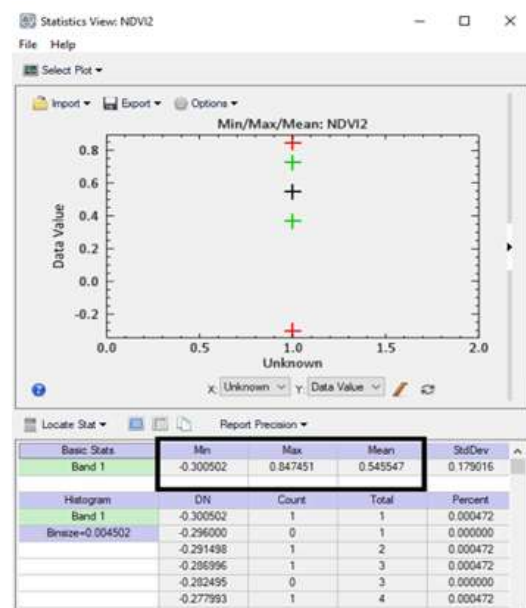 Statistics View: NDVI2
File Help
Select Plot
Import Export Options
Min/Max/Mean: NDVI2
0.8
0.6
0.4
0.2
0.0
-0.2
Data Value
0.0 0.5 1.0 1.5 2.0
Unknown
X: Unknown Y: Data Value
Locate Stat Report Precision
Basic Stats Min Max Mean StdDev
Band 1 -0.300502 0.847451 0.545547 0.179016
Histogram DN Count Total Percent
Band 1 -0.300502 1 1 0.000472
Binsize=0.004502 -0.296000 0 1 0.000000
-0.291498 1 2 0.000472
-0.286996 1 3 0.000472
-0.282495 0 3 0.000000
-0.277993 1 4 0.000472